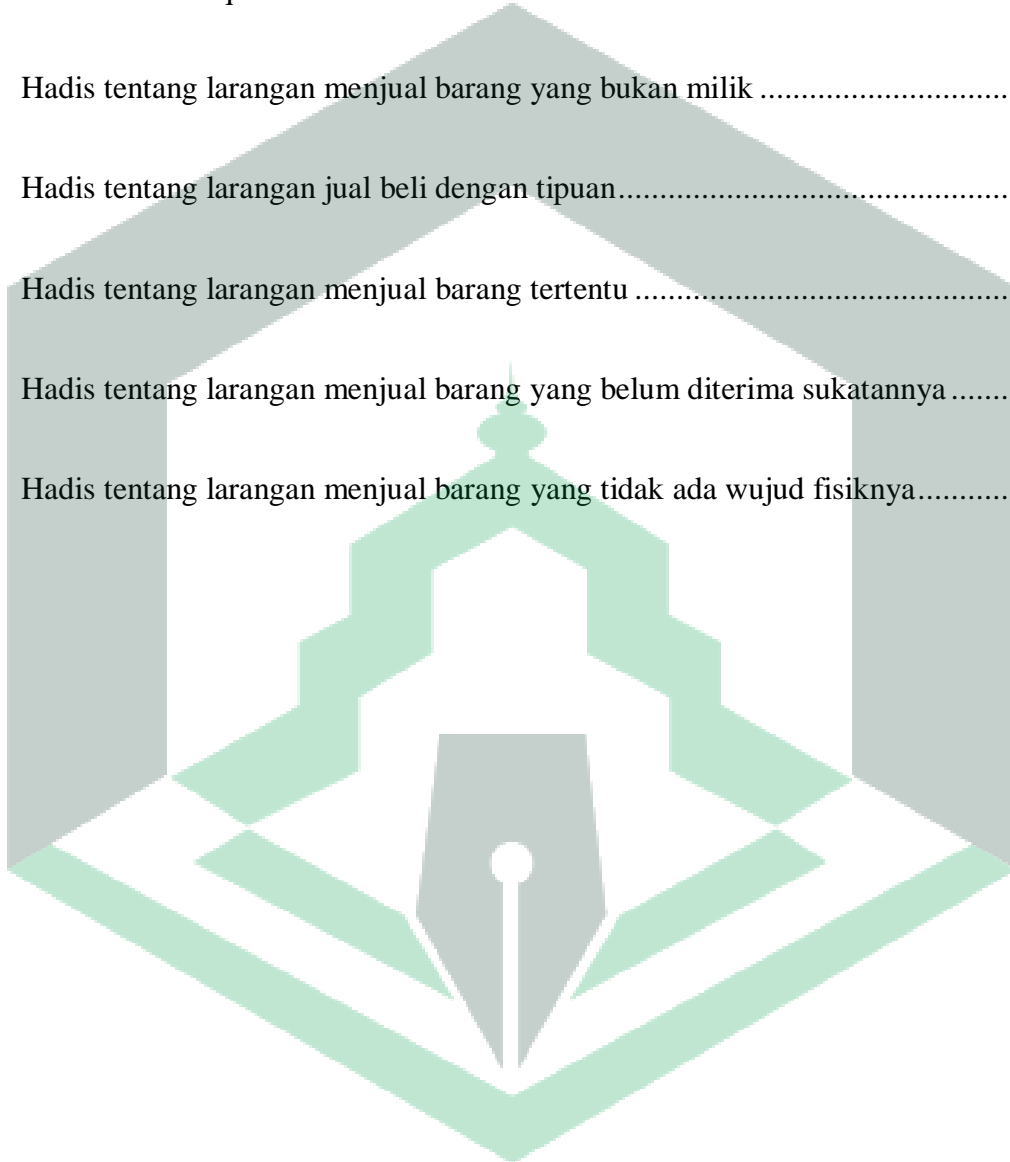 Hadis tentang larangan menjual barang yang bukan milik ..............................
Hadis tentang larangan jual beli dengan tipuan...............................................
Hadis tentang larangan menjual barang tertentu .............................................
Hadis tentang larangan menjual barang yang belum diterima sukatannya .......
Hadis tentang larangan menjual barang yang tidak ada wujud fisiknya...........